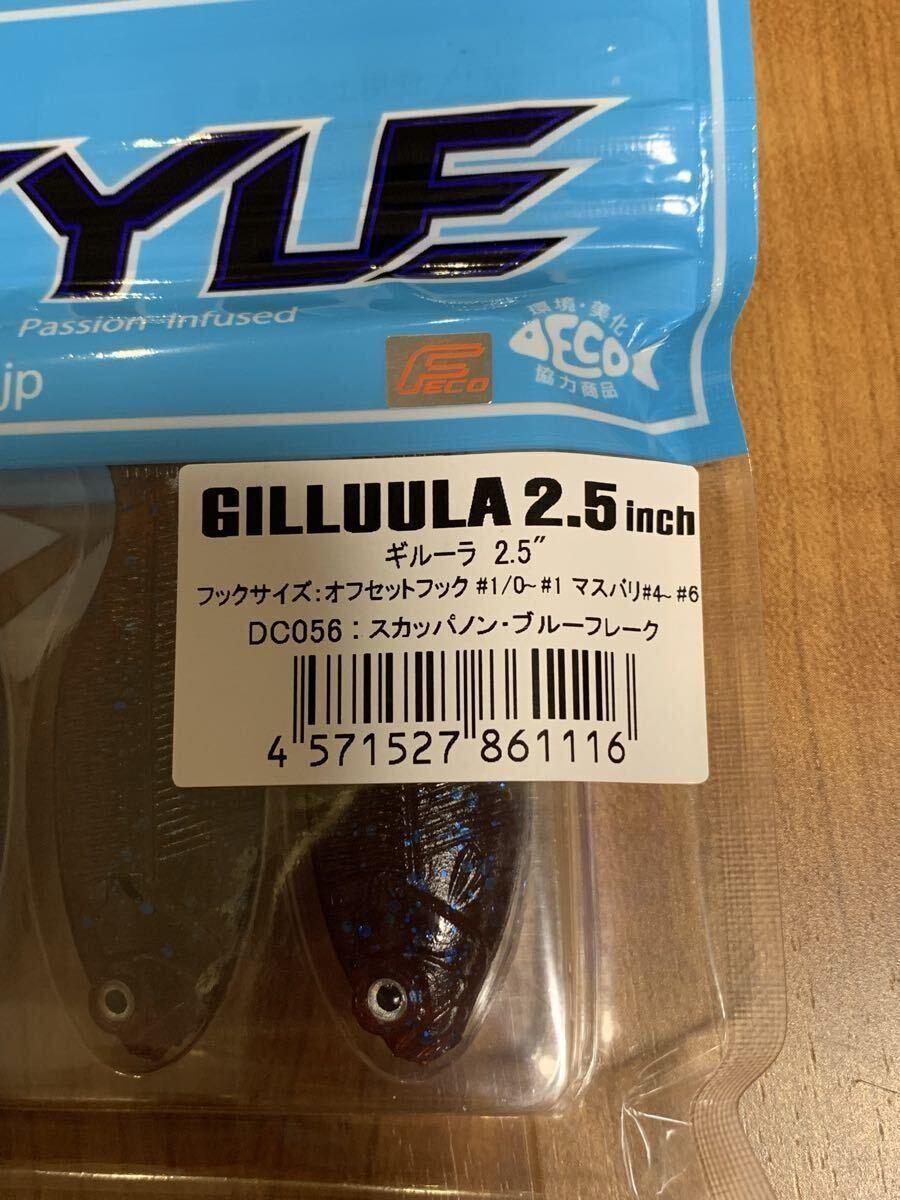 YLE
Passion Infused
.jp
FECO
環境・美化
ECO
協力商品
GILLUULA 2.5 inch
ギルーラ 2.5″
フックサイズ:オフセットフック #1/0~#1 マスバリ#4~#6
DC056:スカッパノン・ブルーフレーク
4 571527 861116